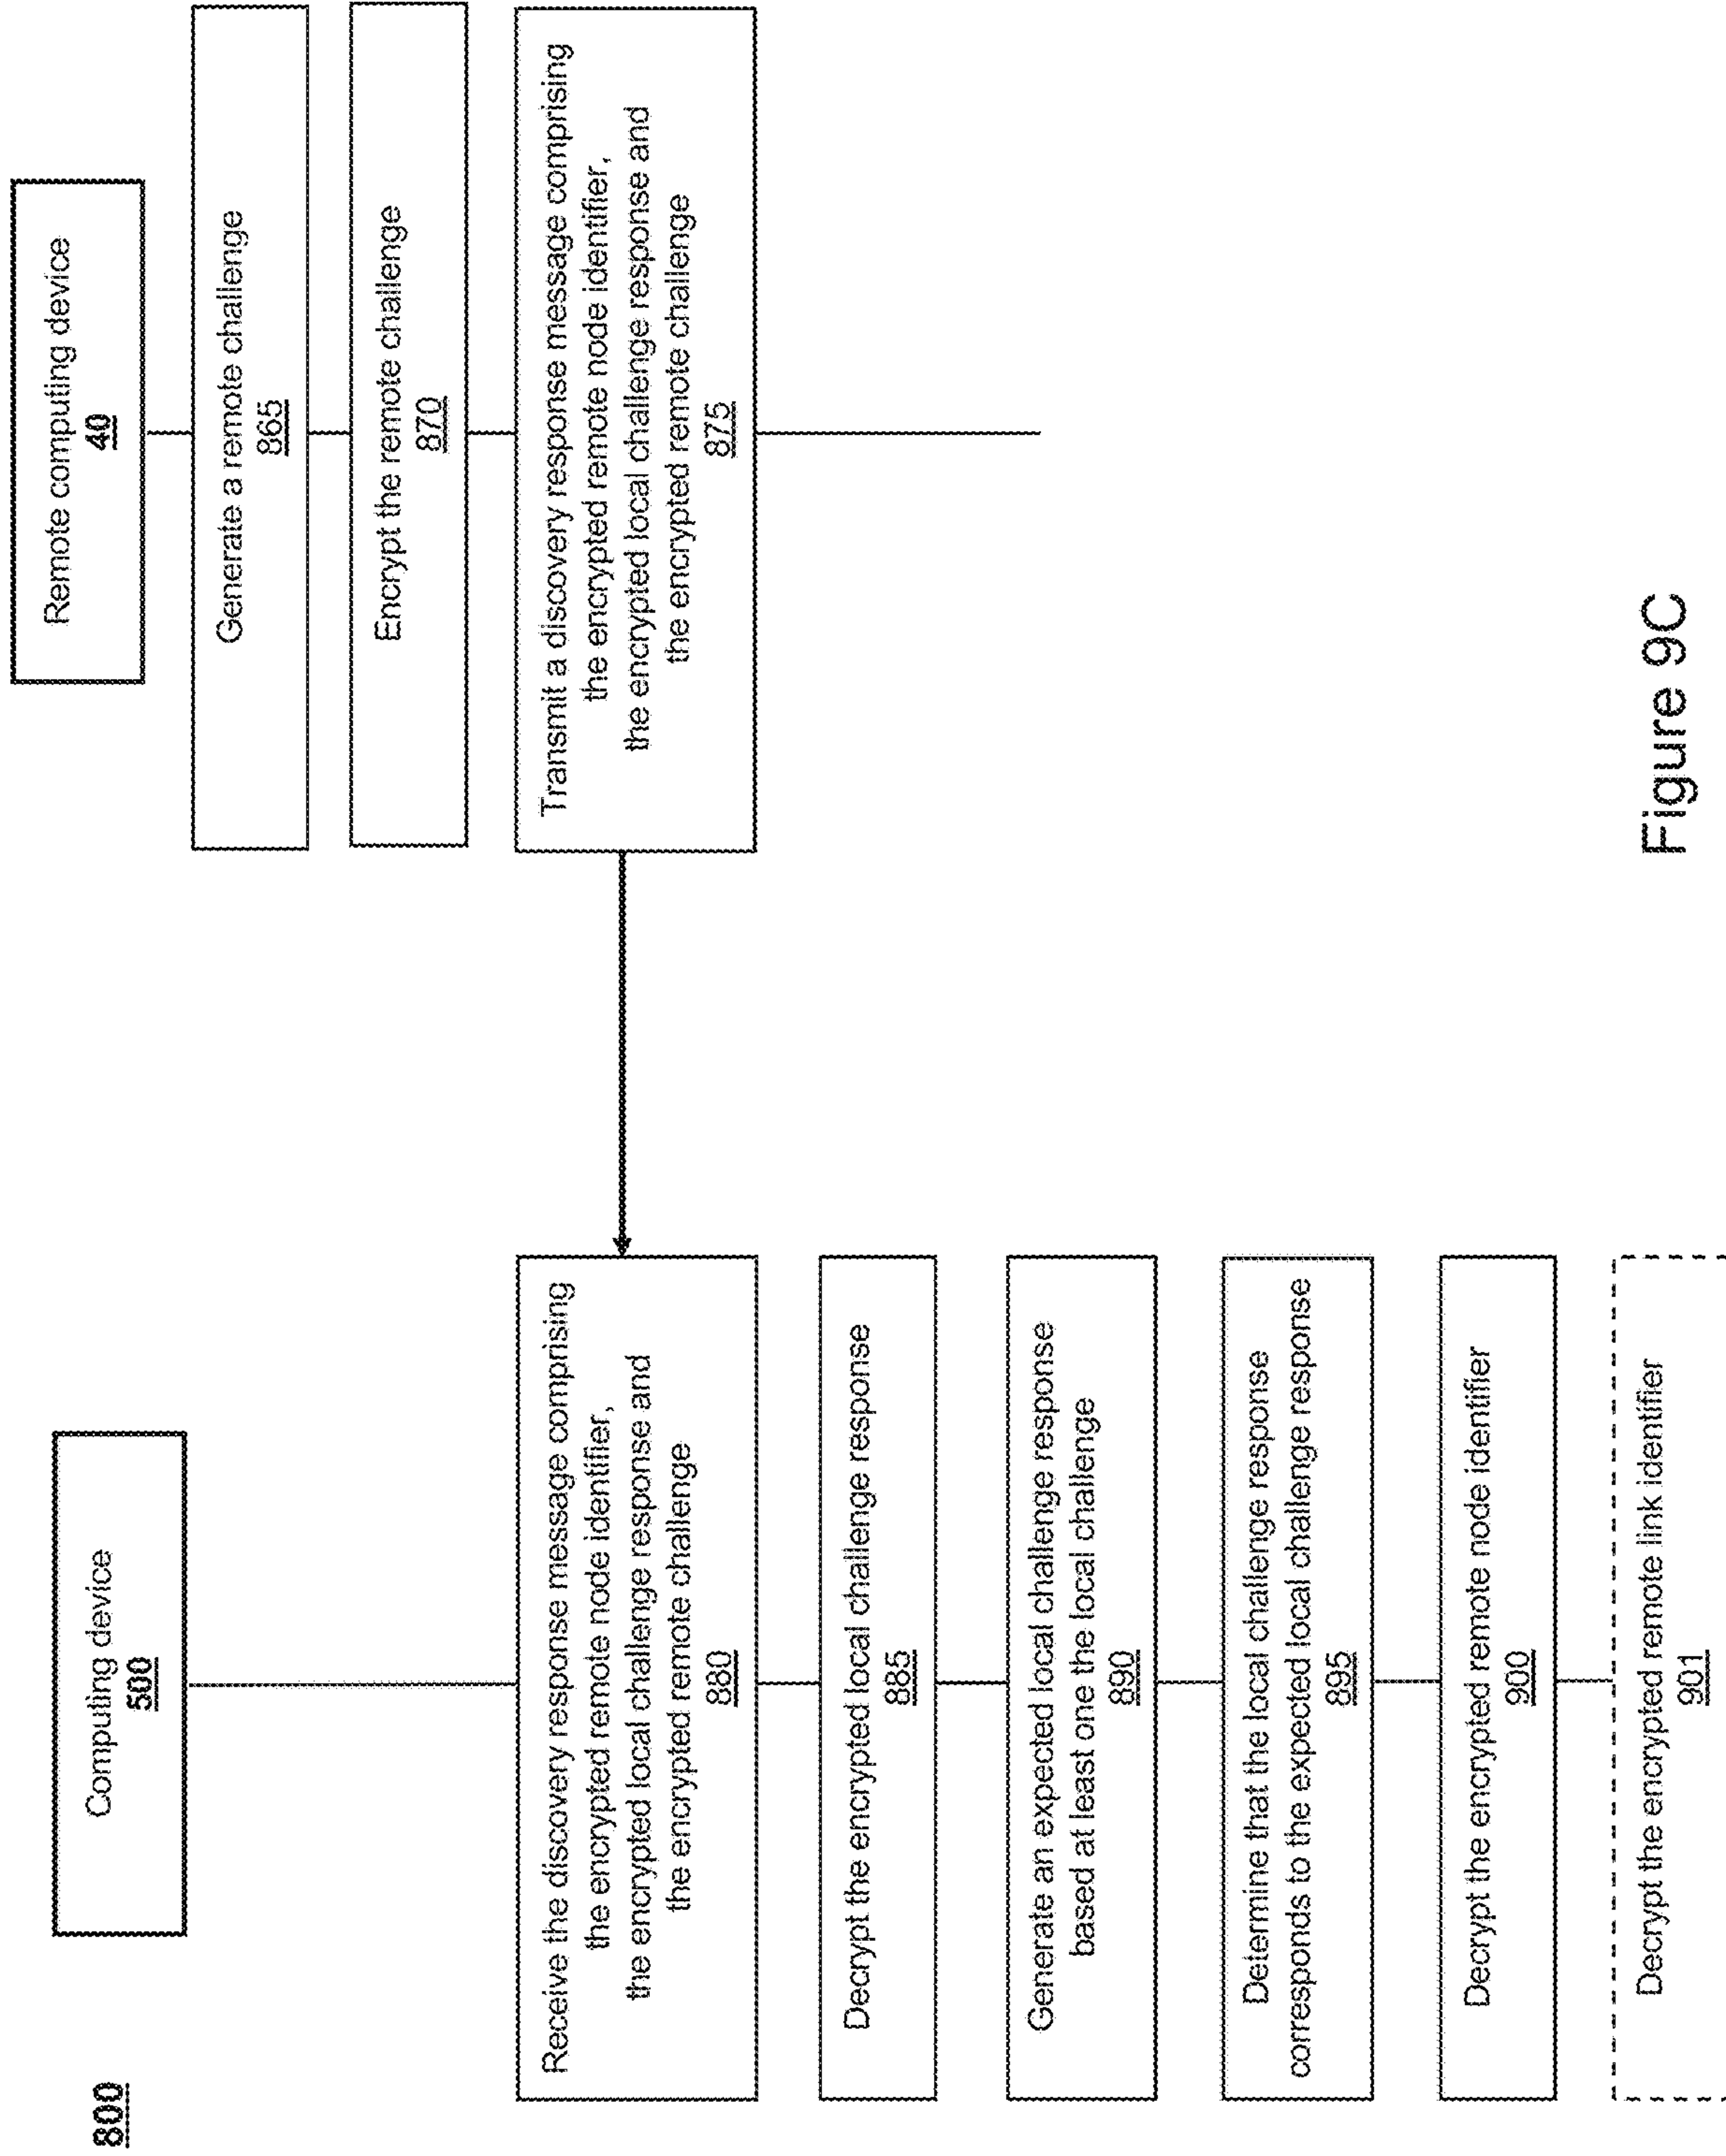 800
Computing device
500
Remote computing device
40
Generate a remote challenge
865
Encrypt the remote challenge
870
Transmit a discovery response message comprising
the encrypted remote node identifier,
the encrypted local challenge response and
the encrypted remote challenge
875
Receive the discovery response message comprising
the encrypted remote node identifier,
the encrypted local challenge response and
the encrypted remote challenge
880
Decrypt the encrypted local challenge response
885
Generate an expected local challenge response
based at least one the local challenge
890
Determine that the local challenge response
corresponds to the expected local challenge response
895
Decrypt the encrypted remote node identifier
900
Decrypt the encrypted remote link identifier
901
Figure 9C